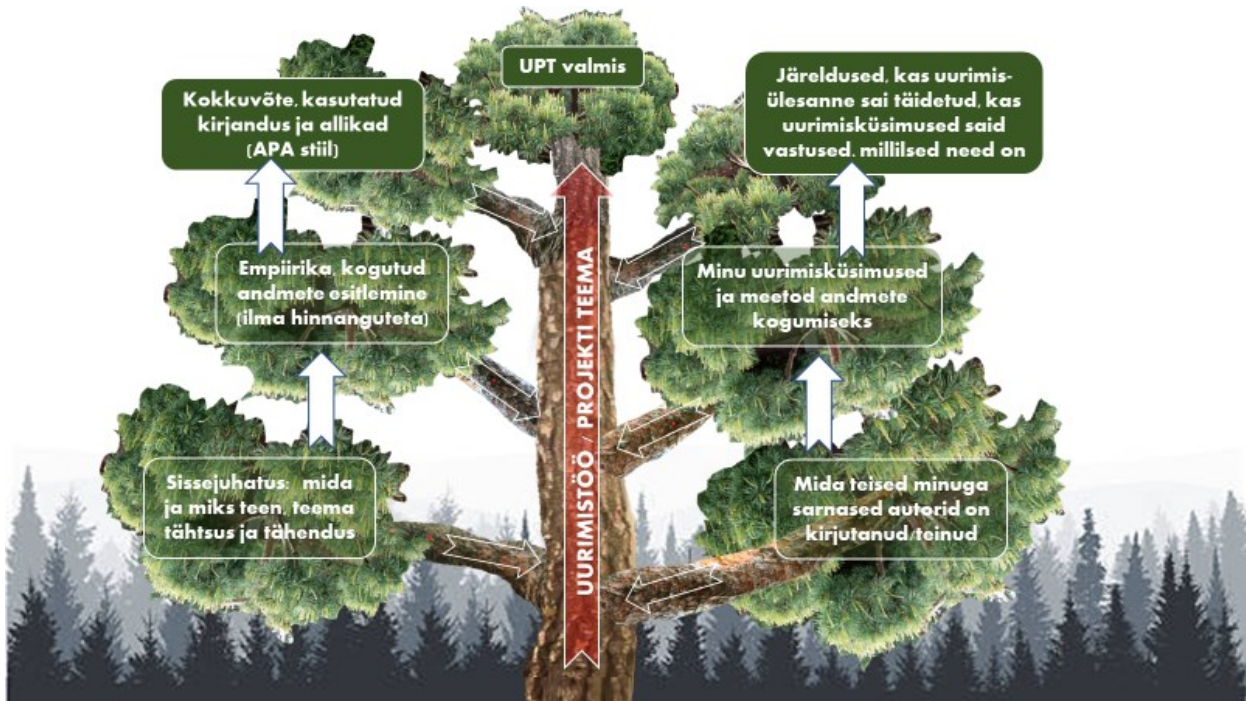 UPT valmis
Kokkuvõte, kasutatud
kirjandus ja allikad
(APA stiil)
Järeldused, kas uurimis-
ülesanne sai täidetud, kas
uurimisküsimused said
vastused, millilsed need on
Empiirika, kogutud
andmete esitlemine
(ilma hinnanguteta)
Minu uurimisküsimused
ja meetod andmete
kogumiseks
Sissejuhatus: mida
ja miks teen, teema
tähtsus ja tähendus
Mida teised minuga
sarnased autorid on
kirjutanud/teinud
UURIMISTÖÖ / PROJEKTI TEEMA